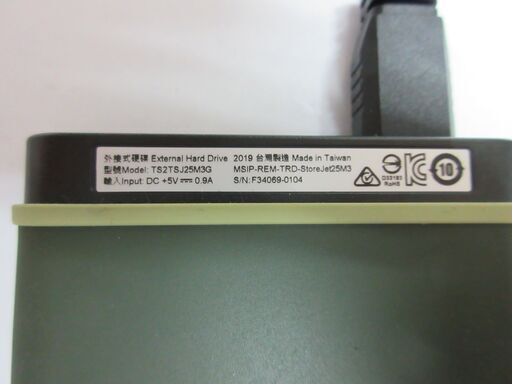 外接式硬碟 External Hard Drive 2019 台灣製造 Made in Taiwan
型號Model: TS2TSJ25M3G MSIP-REM-TRD-StoreJet25M3
輸入Input: DC +5V⎓0.9A S/N:F34069-0104
D33193
RoHS
10